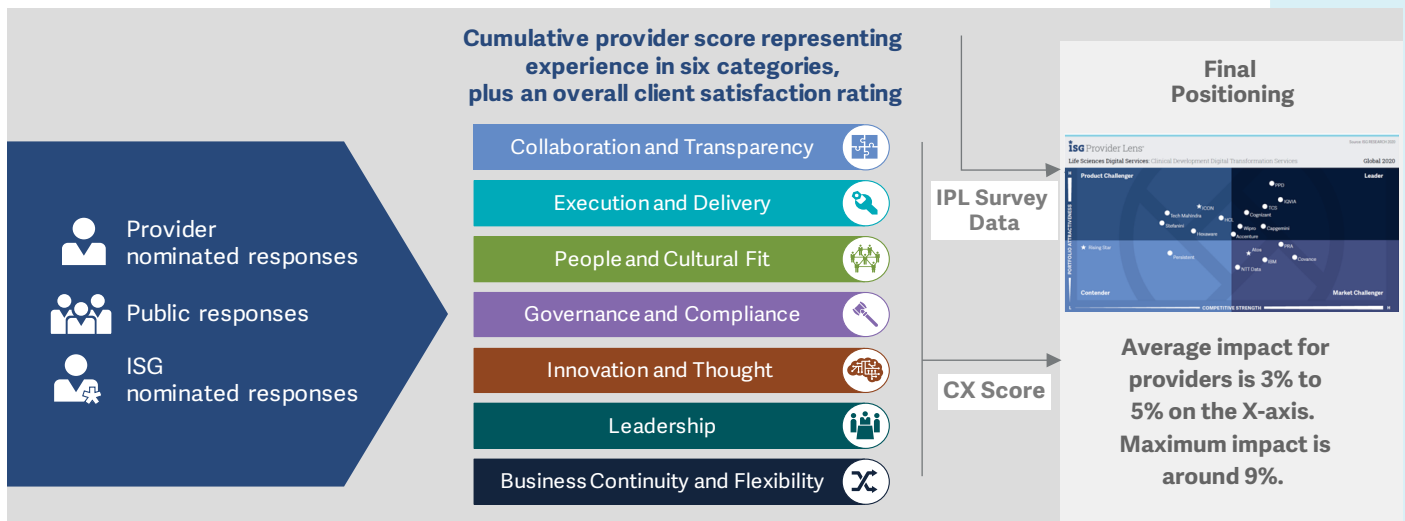 Cumulative provider score representing
experience in six categories,
plus an overall client satisfaction rating
Provider
nominated responses
Public responses
ISG
nominated responses
Collaboration and Transparency
Execution and Delivery
People and Cultural Fit
Governance and Compliance
Innovation and Thought
Leadership
Business Continuity and Flexibility
IPL Survey
Data
CX Score
Final
Positioning
ISG Provider Lens
Source: ISG RESEARCH 2020
Life Sciences Digital Services: Clinical Development Digital Transformation Services
Global 2020
Product Challenger
Leader
PPD
IQVIA
ICON
TCS
Tech Mahindra
Cognizant
HCL
Wipro
Capgemini
Hexaware
Accenture
Rising Star
PRA
Atos
Persistent
IBM
Covance
NTT Data
PORTFOLIO ATTRACTIVENESS
Contender
Market Challenger
L
COMPETITIVE STRENGTH
H
Average impact for
providers is 3% to
5% on the X-axis.
Maximum impact is
around 9%.